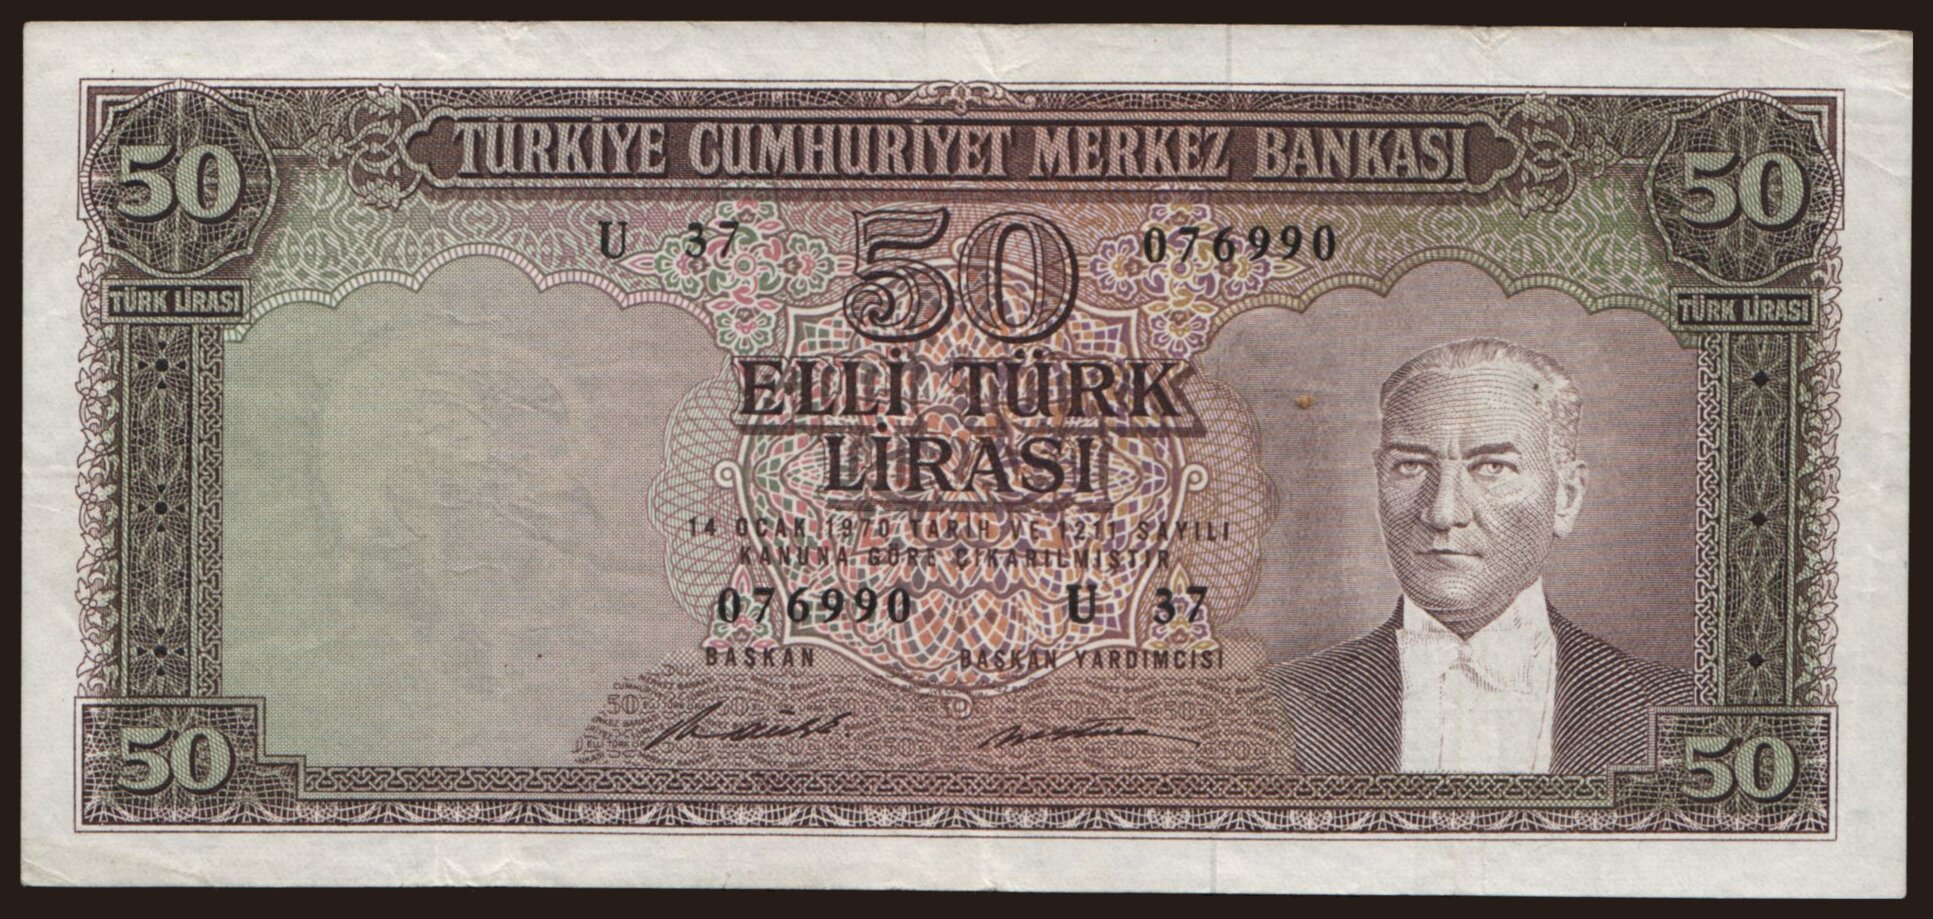 TÜRKİYE CUMHURİYET MERKEZ BANKASI
50
50
U 37
50
076990
TÜRK LİRASI
TÜRK LİRASI
ELLİ TÜRK
LİRASI
14 OCAK 1970 TARİH VE 1211 SAYILI
KANUNA GÖRE ÇIKARILMIŞTIR
076990 U 37
BAŞKAN
BAŞKAN YARDIMCISI
50
50